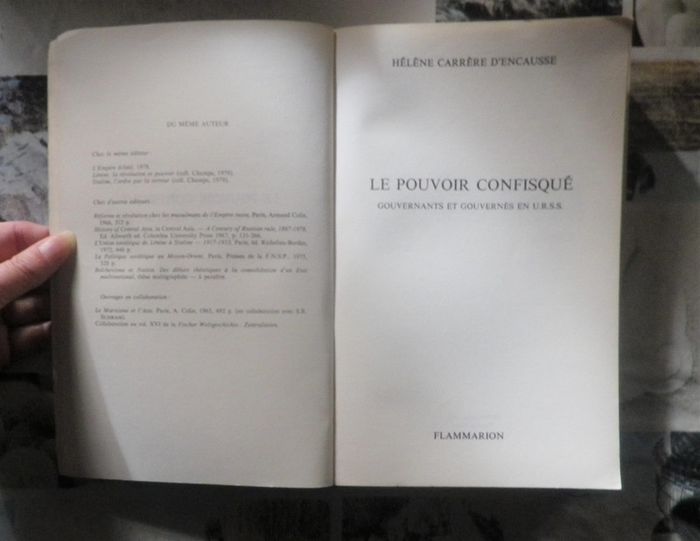 DU MÊME AUTEUR
Chez le même éditeur :
L'Empire éclaté, 1978.
Lénine, la révolution et pouvoir (coll. Champs, 1979).
Staline, l'ordre par la terreur (coll. Champs, 1979).
Chez d'autres éditeurs :
Réforme et révolution chez les musulmans de l'Empire russe, Paris, Armand Colin,
1966, 312 p.
History of Central Asia, in Central Asia. — A Century of Russian rule, 1867-1978.
Ed. Allworth ed. Columbia University Press 1967, p. 131-266.
L'Union soviétique de Lénine à Staline — 1917-1953, Paris, Éd. Richelieu-Bordas,
1972, 446 p.
La Politique soviétique au Moyen-Orient, Paris, Presses de la F.N.S.P., 1975,
328 p.
Bolchevisme et Nation. Des débats théoriques à la consolidation d'un État
multinational, thèse multigraphiée — à paraître.
Ouvrages en collaboration :
Le Marxisme et l'Asie, Paris, A. Colin, 1965, 492 p. (en collaboration avec S.R.
SCHRAM).
Collaboration au vol. XVI de la Fischer Weltgeschichte : Zentralasien.
HÉLÈNE CARRÈRE D'ENCAUSSE
LE POUVOIR CONFISQUÉ
GOUVERNANTS ET GOUVERNÉS EN U.R.S.S.
FLAMMARION